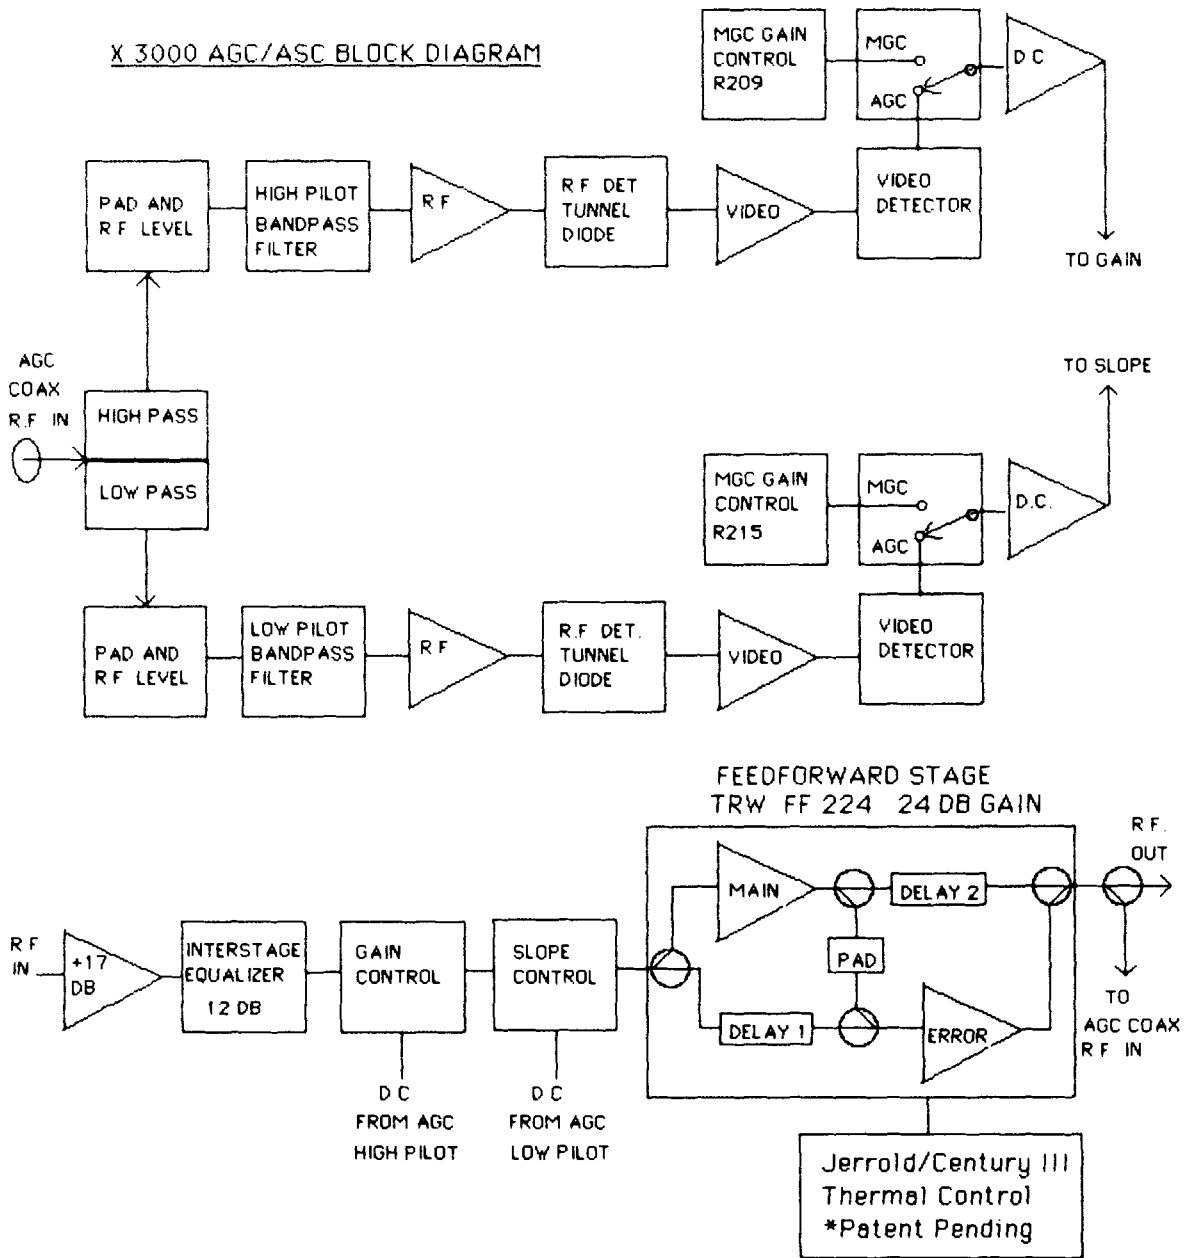 X 3000 AGC/ASC BLOCK DIAGRAM
MGC GAIN
CONTROL
R209
MGC
AGC
D C
PAD AND
R.F LEVEL
HIGH PILOT
BANDPASS
FILTER
R F
R F DET
TUNNEL
DIODE
VIDEO
VIDEO
DETECTOR
TO GAIN
AGC
COAX
R.F IN
HIGH PASS
LOW PASS
TO SLOPE
MGC GAIN
CONTROL
R215
MGC
AGC
D.C.
PAD AND
R.F LEVEL
LOW PILOT
BANDPASS
FILTER
R F
R.F DET.
TUNNEL
DIODE
VIDEO
VIDEO
DETECTOR
FEEDFORWARD STAGE
TRW FF 224 24 DB GAIN
R F.
OUT
MAIN
DELAY 2
R F
IN
+17
DB
INTERSTAGE
EQUALIZER
12 DB
GAIN
CONTROL
SLOPE
CONTROL
PAD
DELAY 1
ERROR
TO
AGC COAX
R F IN
D C
FROM AGC
HIGH PILOT
D C
FROM AGC
LOW PILOT
Jerrold/Century III
Thermal Control
*Patent Pending